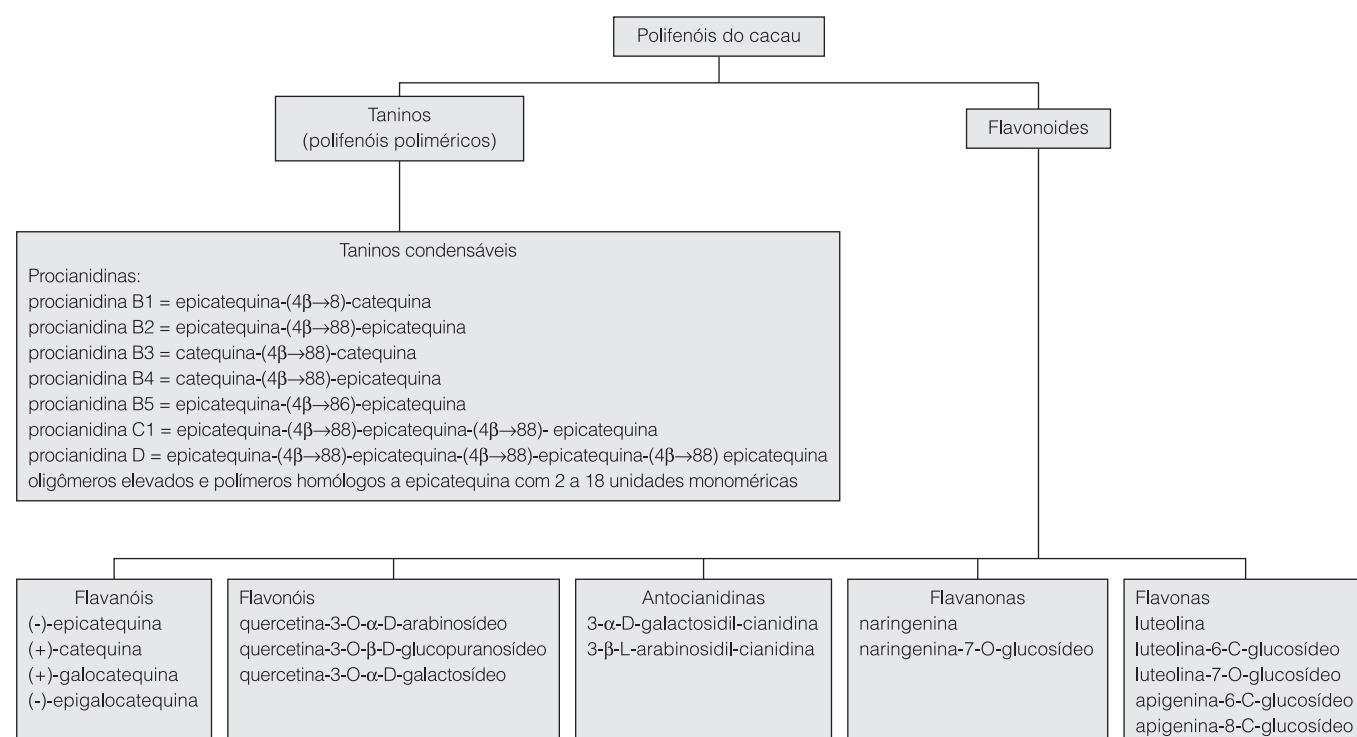 Polifenóis do cacau
Taninos
(polifenóis poliméricos)
Flavonoides
Taninos condensáveis
Procianidinas:
procianidina B1 = epicatequina-(4β→8)-catequina
procianidina B2 = epicatequina-(4β→88)-epicatequina
procianidina B3 = catequina-(4β→88)-catequina
procianidina B4 = catequina-(4β→88)-epicatequina
procianidina B5 = epicatequina-(4β→86)-epicatequina
procianidina C1 = epicatequina-(4β→88)-epicatequina-(4β→88)- epicatequina
procianidina D = epicatequina-(4β→88)-epicatequina-(4β→88)-epicatequina-(4β→88) epicatequina
oligômeros elevados e polímeros homólogos a epicatequina com 2 a 18 unidades monoméricas
Flavanóis
(-)-epicatequina
(+)-catequina
(+)-galocatequina
(-)-epigalocatequina
Flavonóis
quercetina-3-O-α-D-arabinosídeo
quercetina-3-O-β-D-glucopuranosídeo
quercetina-3-O-α-D-galactosídeo
Antocianidinas
3-α-D-galactosidil-cianidina
3-β-L-arabinosidil-cianidina
Flavanonas
naringenina
naringenina-7-O-glucosídeo
Flavonas
luteolina
luteolina-6-C-glucosídeo
luteolina-7-O-glucosídeo
apigenina-6-C-glucosídeo
apigenina-8-C-glucosídeo